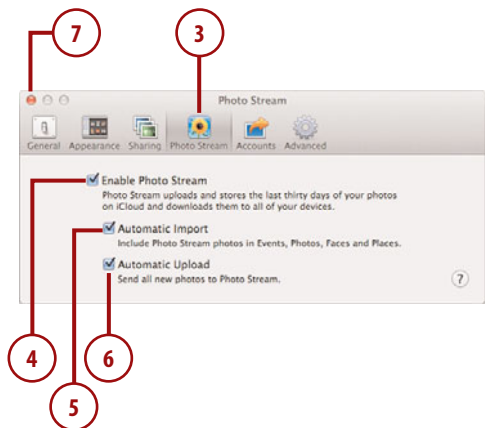 7
3
Photo Stream
General Appearance Sharing Photo Stream Accounts Advanced
Enable Photo Stream
Photo Stream uploads and stores the last thirty days of your photos
on iCloud and downloads them to all of your devices.
Automatic Import
Include Photo Stream photos in Events, Photos, Faces and Places.
Automatic Upload
Send all new photos to Photo Stream.
?
4
6
5